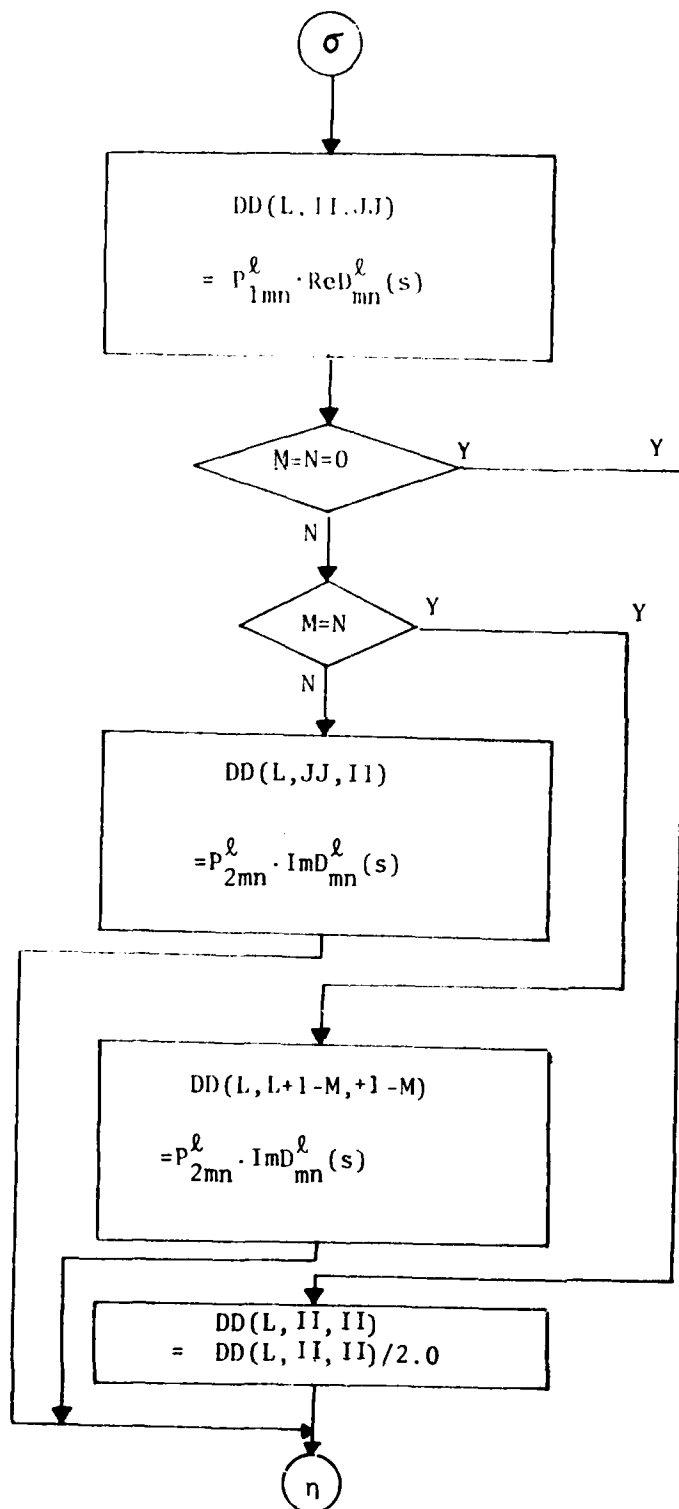 σ
DD(L,II,JJ)
= P^ℓ_1mn · ReD^ℓ_mn(s)
M=N=0
Y Y
N
M=N
Y Y
N
DD(L,JJ,II)
=P^ℓ_2mn · ImD^ℓ_mn(s)
DD(L,L+1-M,+1-M)
=P^ℓ_2mn · ImD^ℓ_mn(s)
DD(L,II,II)
= DD(L,II,II)/2.0
η